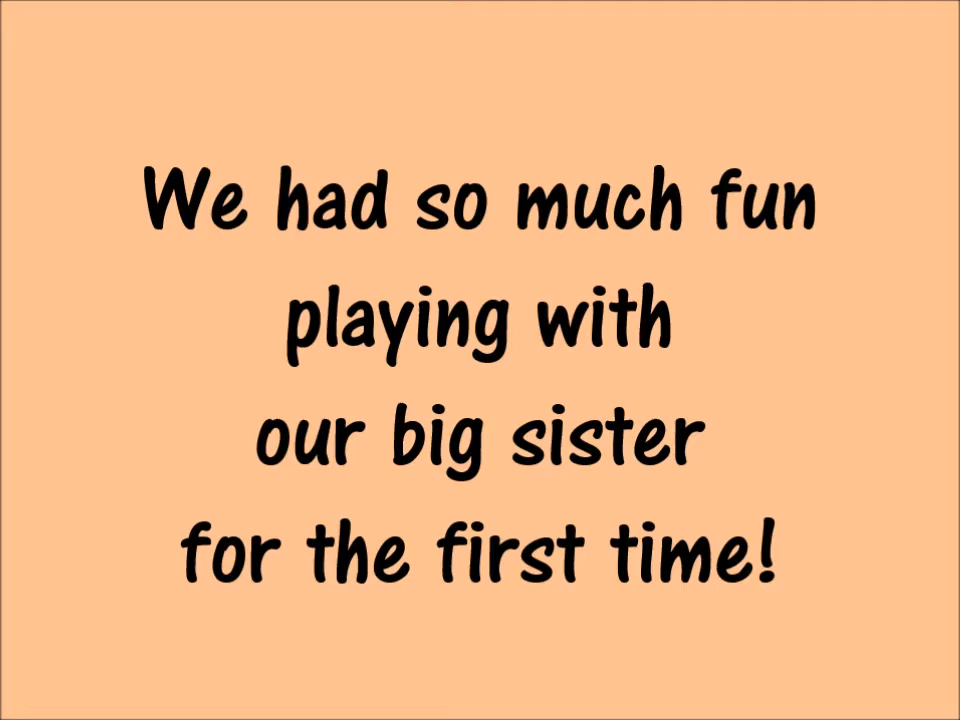 We had so much fun
playing with
our big sister
for the first time!